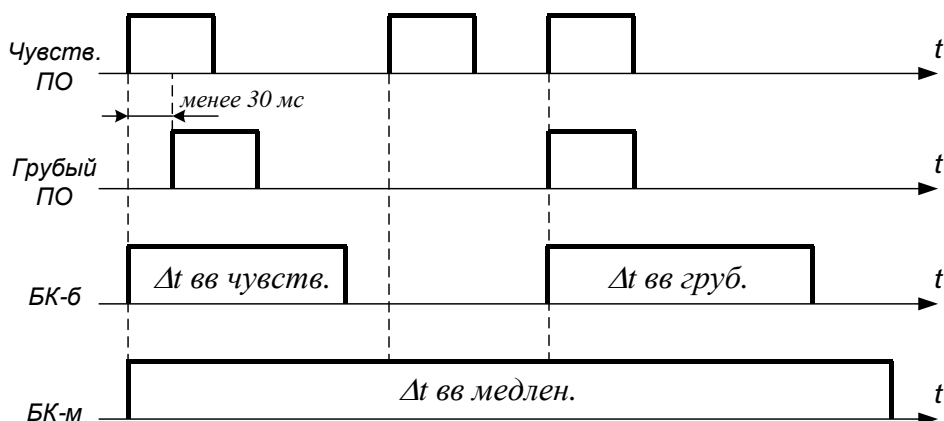 Чувств.
ПО
t
менее 30 мс
Грубый
ПО
t
БК-б
Δt вв чувств.
Δt вв груб.
t
БК-м
Δt вв медлен.
t